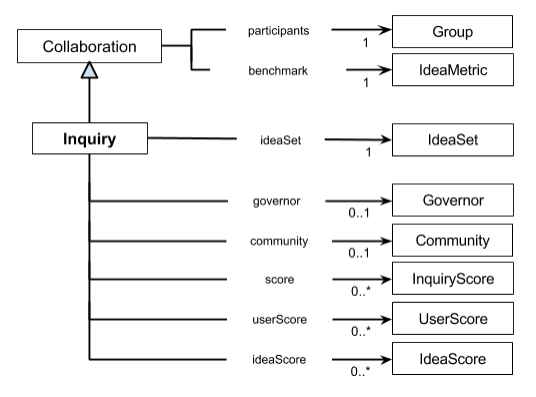 Collaboration
participants
1
Group
benchmark
1
IdeaMetric
Inquiry
ideaSet
1
IdeaSet
governor
0..1
Governor
community
0..1
Community
score
0..*
InquiryScore
userScore
0..*
UserScore
ideaScore
0..*
IdeaScore